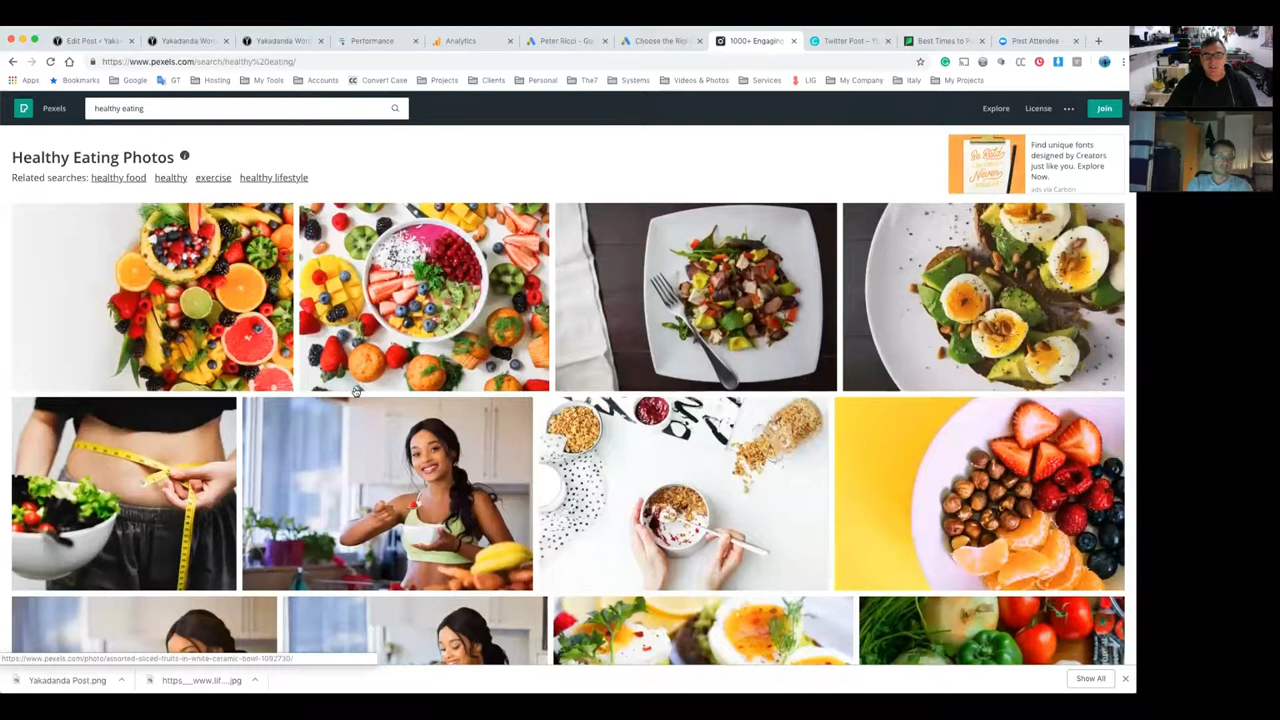 Edit Post ‹ Yaka
Yakadanda Wor
Yakadanda Wor
Performance
Analytics
Peter Ricci - Go
Choose the Righ
1000+ Engaging
Twitter Post – Y
Best Times to P
Post Attendee -
https://www.pexels.com/search/healthy%20eating/
Apps
Bookmarks
Google
GT
Hosting
My Tools
Accounts
CC
Convert Case
Projects
Clients
Personal
The7
Systems
Videos & Photos
Services
LIG
My Company
Italy
My Projects
Pexels
healthy eating
Explore
License
Join
Healthy Eating Photos
Related searches: healthy food healthy exercise healthy lifestyle
Find unique fonts
designed by Creators
just like you. Explore
Now.
ads via Carbon
https://www.pexels.com/photo/assorted-sliced-fruits-in-white-ceramic-bowl-1092730/
Yakadanda Post.png
https___www.lif....jpg
Show All